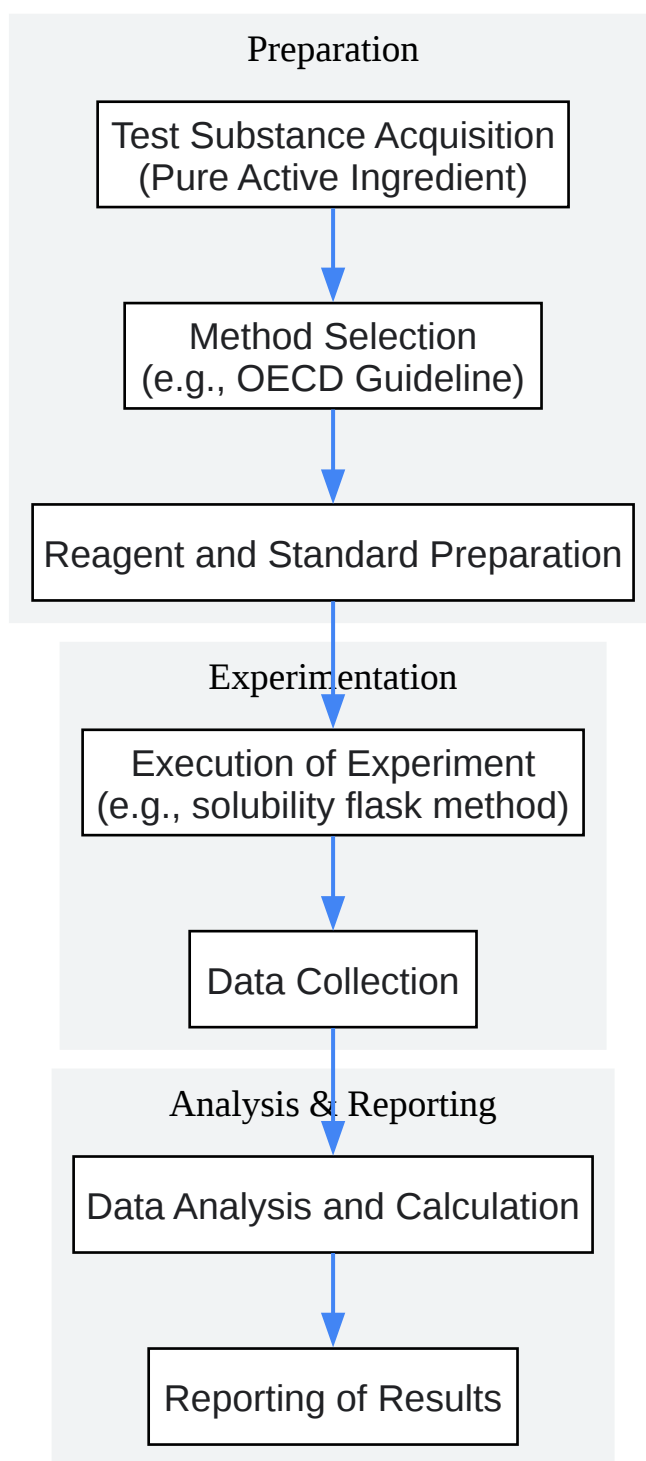 Preparation
Test Substance Acquisition
(Pure Active Ingredient)
Method Selection
(e.g., OECD Guideline)
Reagent and Standard Preparation
Experimentation
Execution of Experiment
(e.g., solubility flask method)
Data Collection
Analysis & Reporting
Data Analysis and Calculation
Reporting of Results